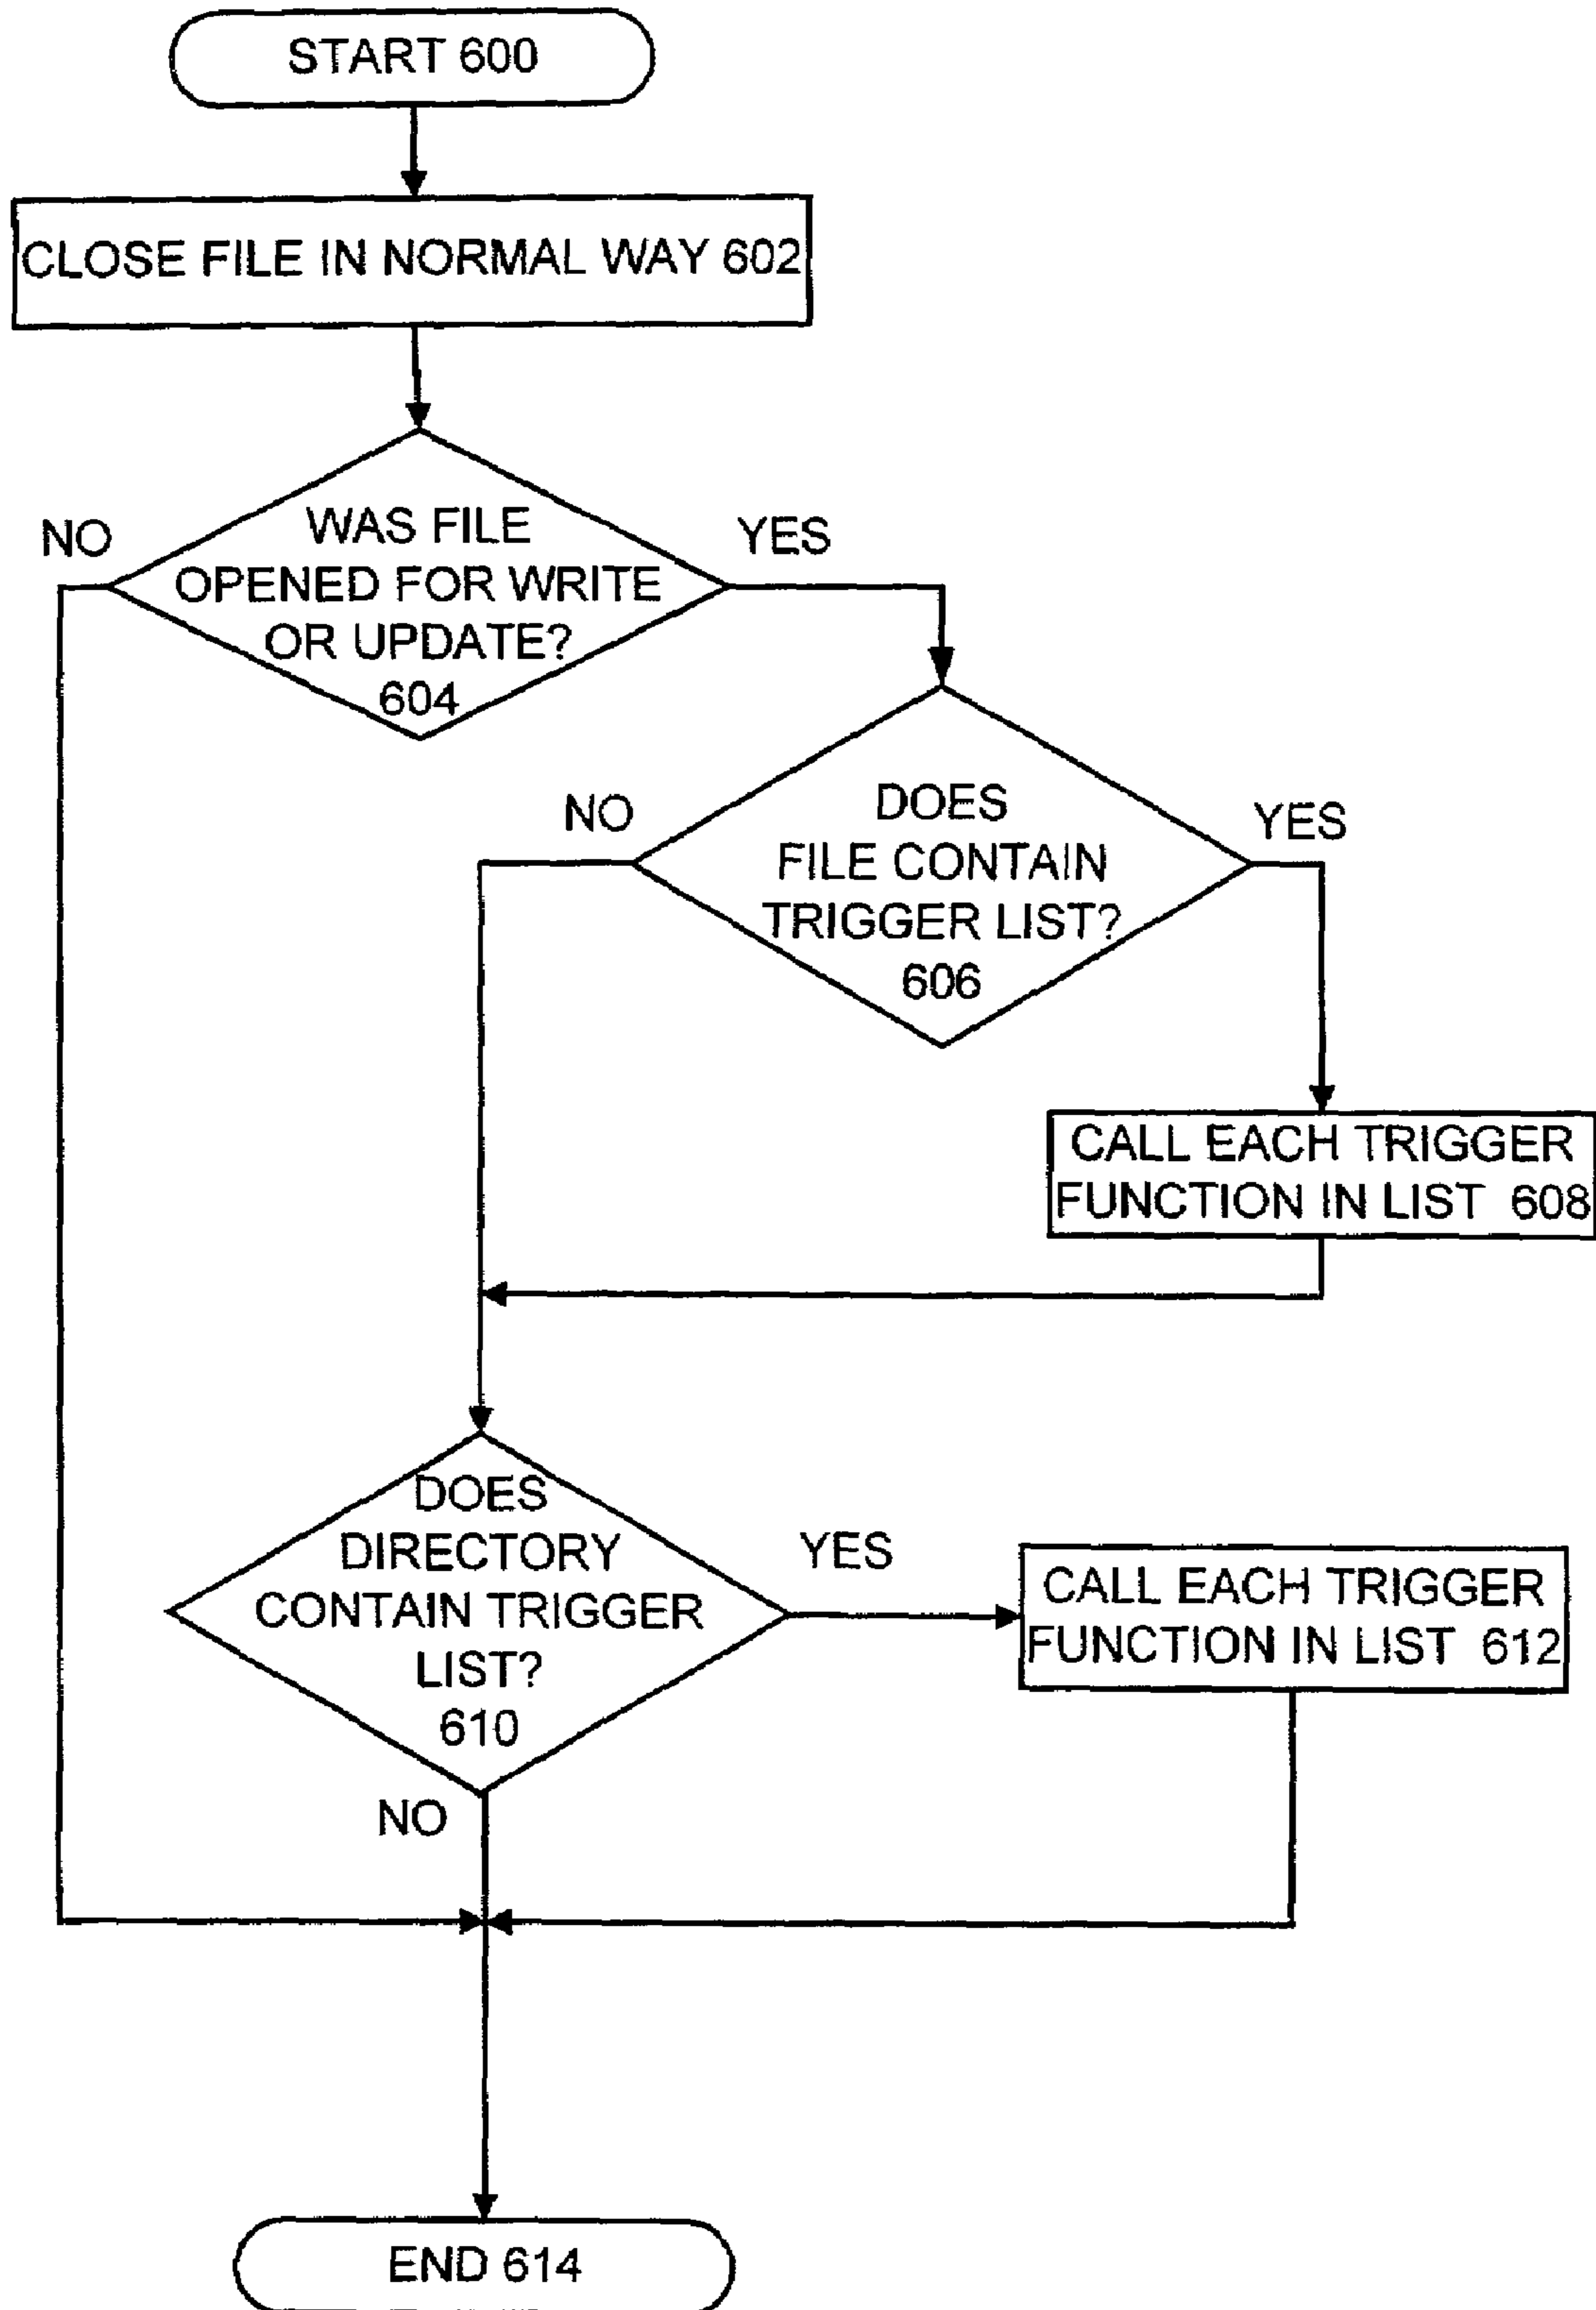 START 600
CLOSE FILE IN NORMAL WAY 602
NO
WAS FILE
OPENED FOR WRITE
OR UPDATE?
604
YES
NO
DOES
FILE CONTAIN
TRIGGER LIST?
606
YES
CALL EACH TRIGGER
FUNCTION IN LIST 608
DOES
DIRECTORY
CONTAIN TRIGGER
LIST?
610
YES
CALL EACH TRIGGER
FUNCTION IN LIST 612
NO
END 614